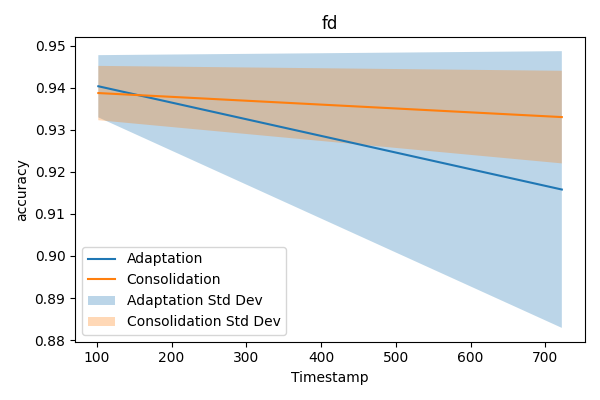 fd
accuracy
0.95
0.94
0.93
0.92
0.91
0.90
0.89
0.88
Adaptation
Consolidation
Adaptation Std Dev
Consolidation Std Dev
100 200 300 400 500 600 700
Timestamp